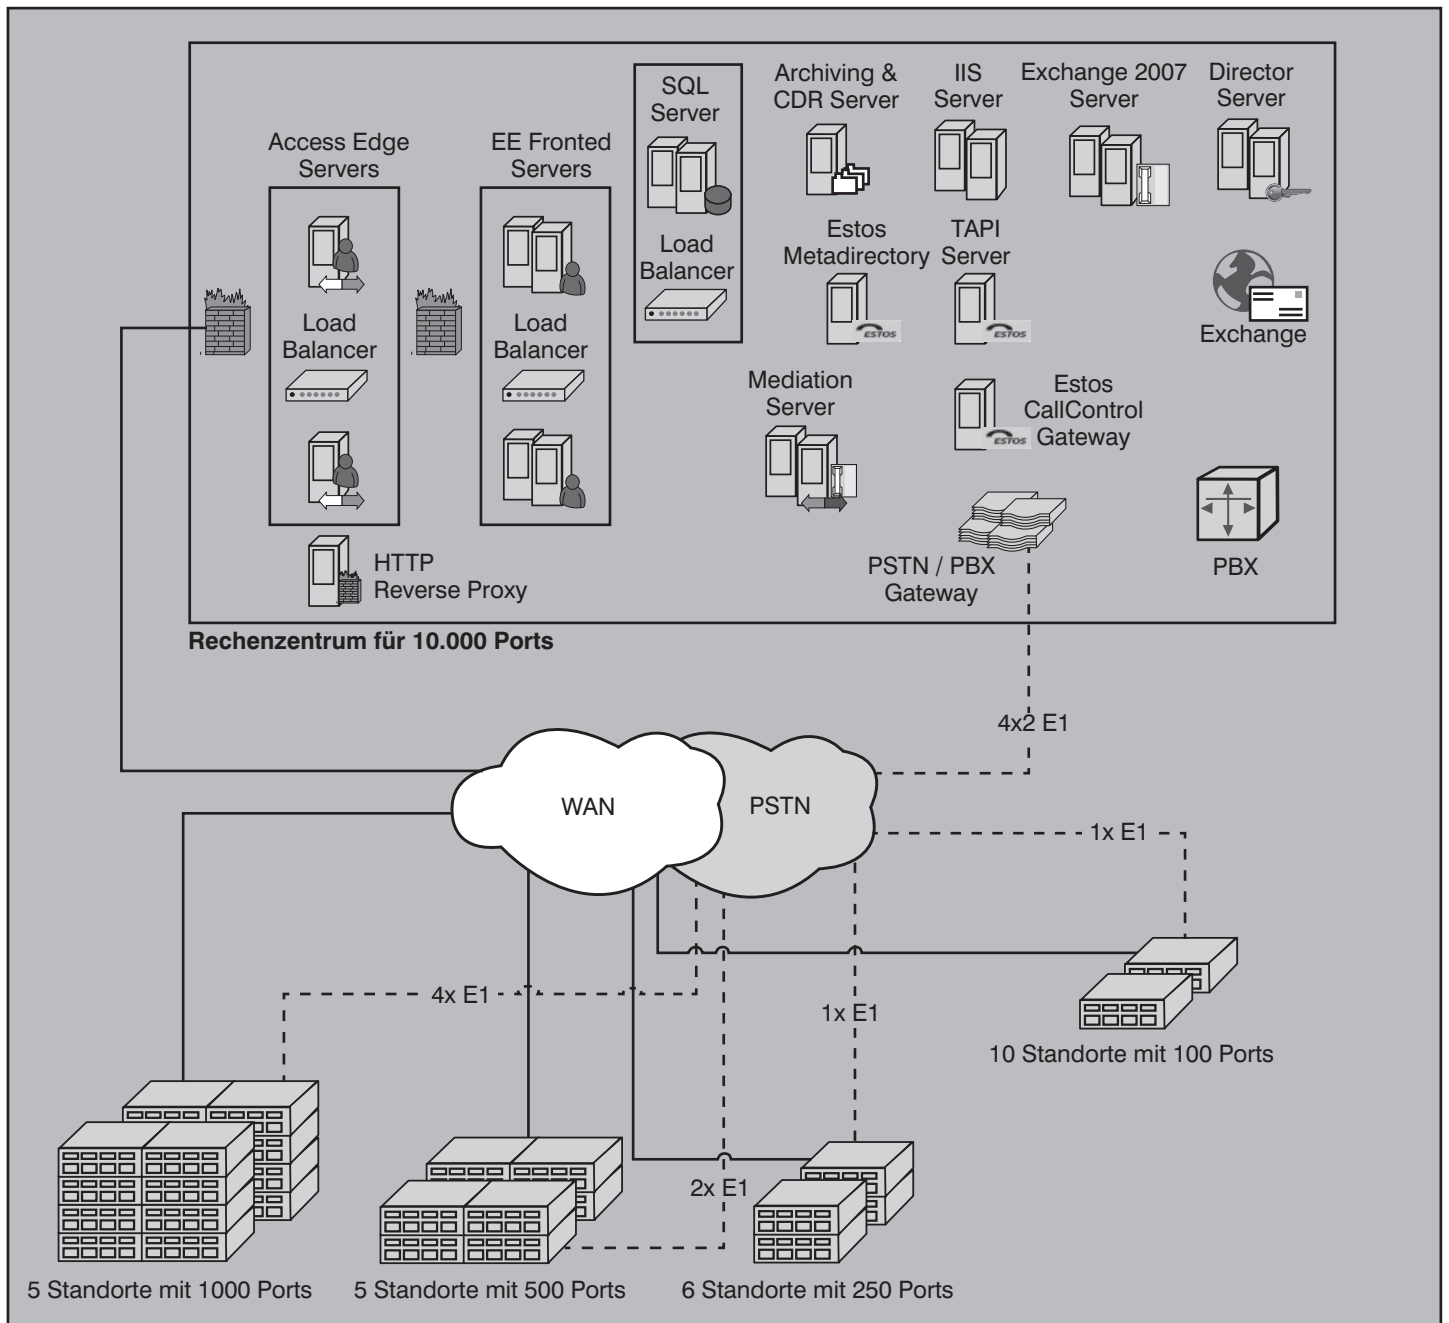 SQL
Server
Archiving &
CDR Server
IIS
Server
Exchange 2007
Server
Director
Server
Access Edge
Servers
EE Fronted
Servers
Load
Balancer
Estos
Metadirectory
TAPI
Server
ESTOS
ESTOS
Exchange
Load
Balancer
Load
Balancer
Mediation
Server
Estos
CallControl
Gateway
ESTOS
HTTP
Reverse Proxy
PSTN / PBX
Gateway
PBX
Rechenzentrum für 10.000 Ports
4x2 E1
WAN
PSTN
1x E1
4x E1
1x E1
10 Standorte mit 100 Ports
2x E1
5 Standorte mit 1000 Ports
5 Standorte mit 500 Ports
6 Standorte mit 250 Ports